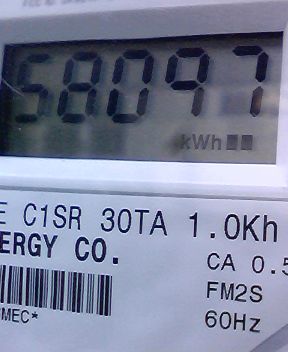 58097
kWh
E C1SR 30TA 1.0Kh
ERGY CO.
CA 0.5
FM2S
MEC*
60Hz